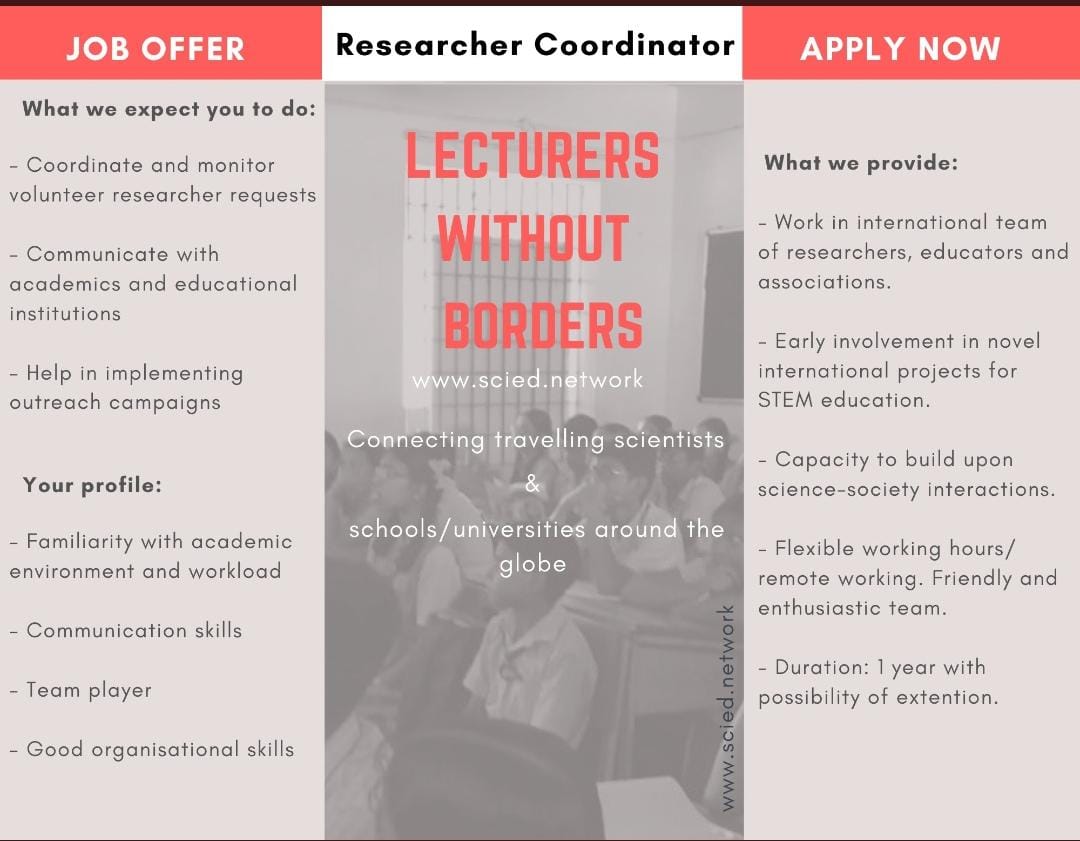 JOB OFFER
What we expect you to do:
- Coordinate and monitor
volunteer researcher requests
- Communicate with
academics and educational
institutions
- Help in implementing
outreach campaigns
Your profile:
- Familiarity with academic
environment and workload
- Communication skills
- Team player
- Good organisational skills
Researcher Coordinator
LECTURERS
WITHOUT
BORDERS
www.scied.network
Connecting travelling scientists
&
schools/universities around the
globe
www.scied.network
APPLY NOW
What we provide:
- Work in international team
of researchers, educators and
associations.
- Early involvement in novel
international projects for
STEM education.
- Capacity to build upon
science-society interactions.
- Flexible working hours/
remote working. Friendly and
enthusiastic team.
- Duration: 1 year with
possibility of extention.